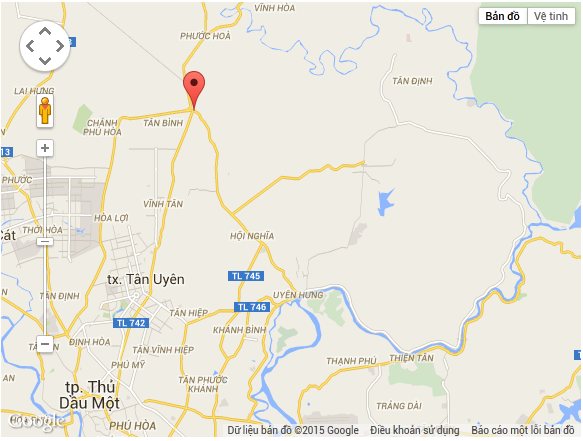 VĨNH HÒA
Bản đồ
Vệ tinh
PHƯỚC HOÀ
TÂN ĐỊNH
LAI HƯNG
CHÁNH
PHÚ HÒA
TÂN BÌNH
13
PHƯỚC
VĨNH TÂN
HÒA LỢI
THỚI HÒA
Cát
HỘI NGHĨA
tx. Tân Uyên
TL 745
TÂN ĐỊNH
UYÊN HƯNG
TL 746
TÂN HIỆP
TL 742
KHÁNH BÌNH
ĐỊNH HÒA
TÂN VĨNH HIỆP
THẠNH PHÚ
THIỆN TÂN
PHÚ MỸ
TÂN PHƯỚC
KHÁNH
tp. Thủ
Dầu Một
TRẢNG DÀI
PHÚ HÒA
Google
Dữ liệu bản đồ ©2015 Google
Điều khoản sử dụng
Báo cáo một lỗi bản đồ